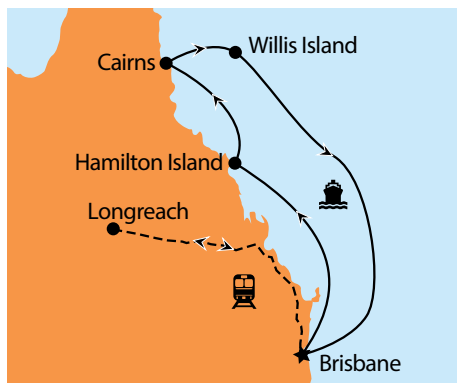 Willis Island
Cairns
Hamilton Island
Longreach
Brisbane